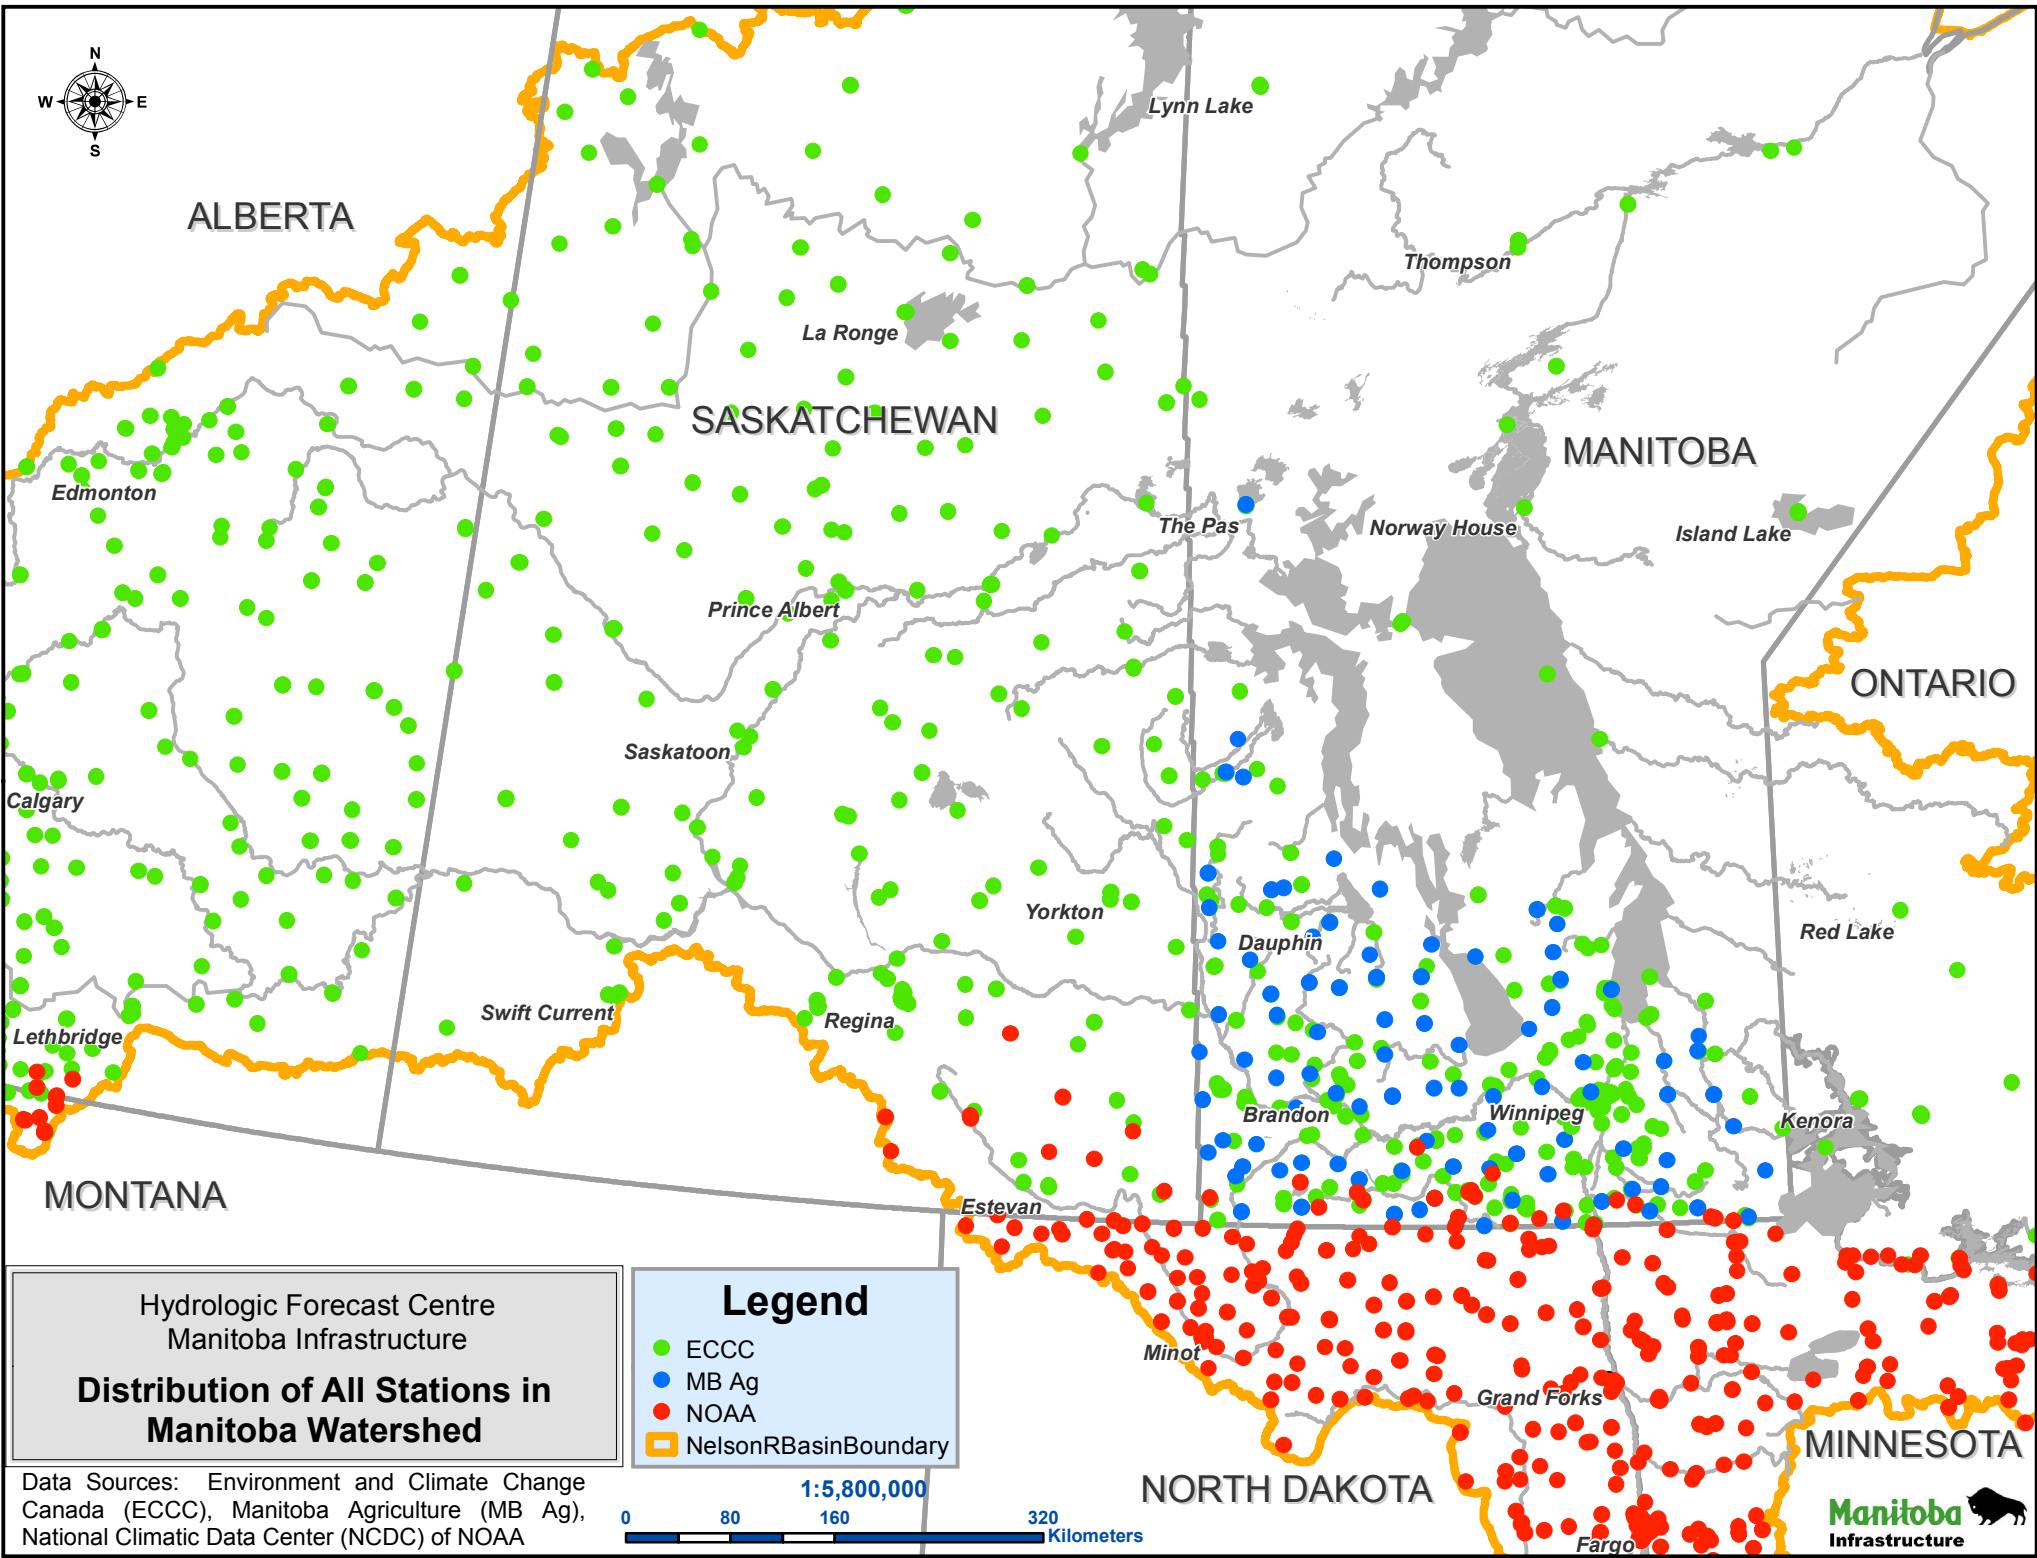 N
W
E
S
Lynn Lake
ALBERTA
Thompson
La Ronge
SASKATCHEWAN
MANITOBA
Edmonton
The Pas
Norway House
Island Lake
Prince Albert
ONTARIO
Saskatoon
Calgary
Yorkton
Dauphin
Red Lake
Swift Current
Regina
Lethbridge
Brandon
Winnipeg
Kenora
MONTANA
Estevan
Minot
Grand Forks
MINNESOTA
NORTH DAKOTA
Fargo
Hydrologic Forecast Centre
Manitoba Infrastructure
Distribution of All Stations in
Manitoba Watershed
Data Sources: Environment and Climate Change
Canada (ECCC), Manitoba Agriculture (MB Ag),
National Climatic Data Center (NCDC) of NOAA
Legend
ECCC
MB Ag
NOAA
NelsonRBasinBoundary
1:5,800,000
0 80 160 320
Kilometers
Manitoba
Infrastructure